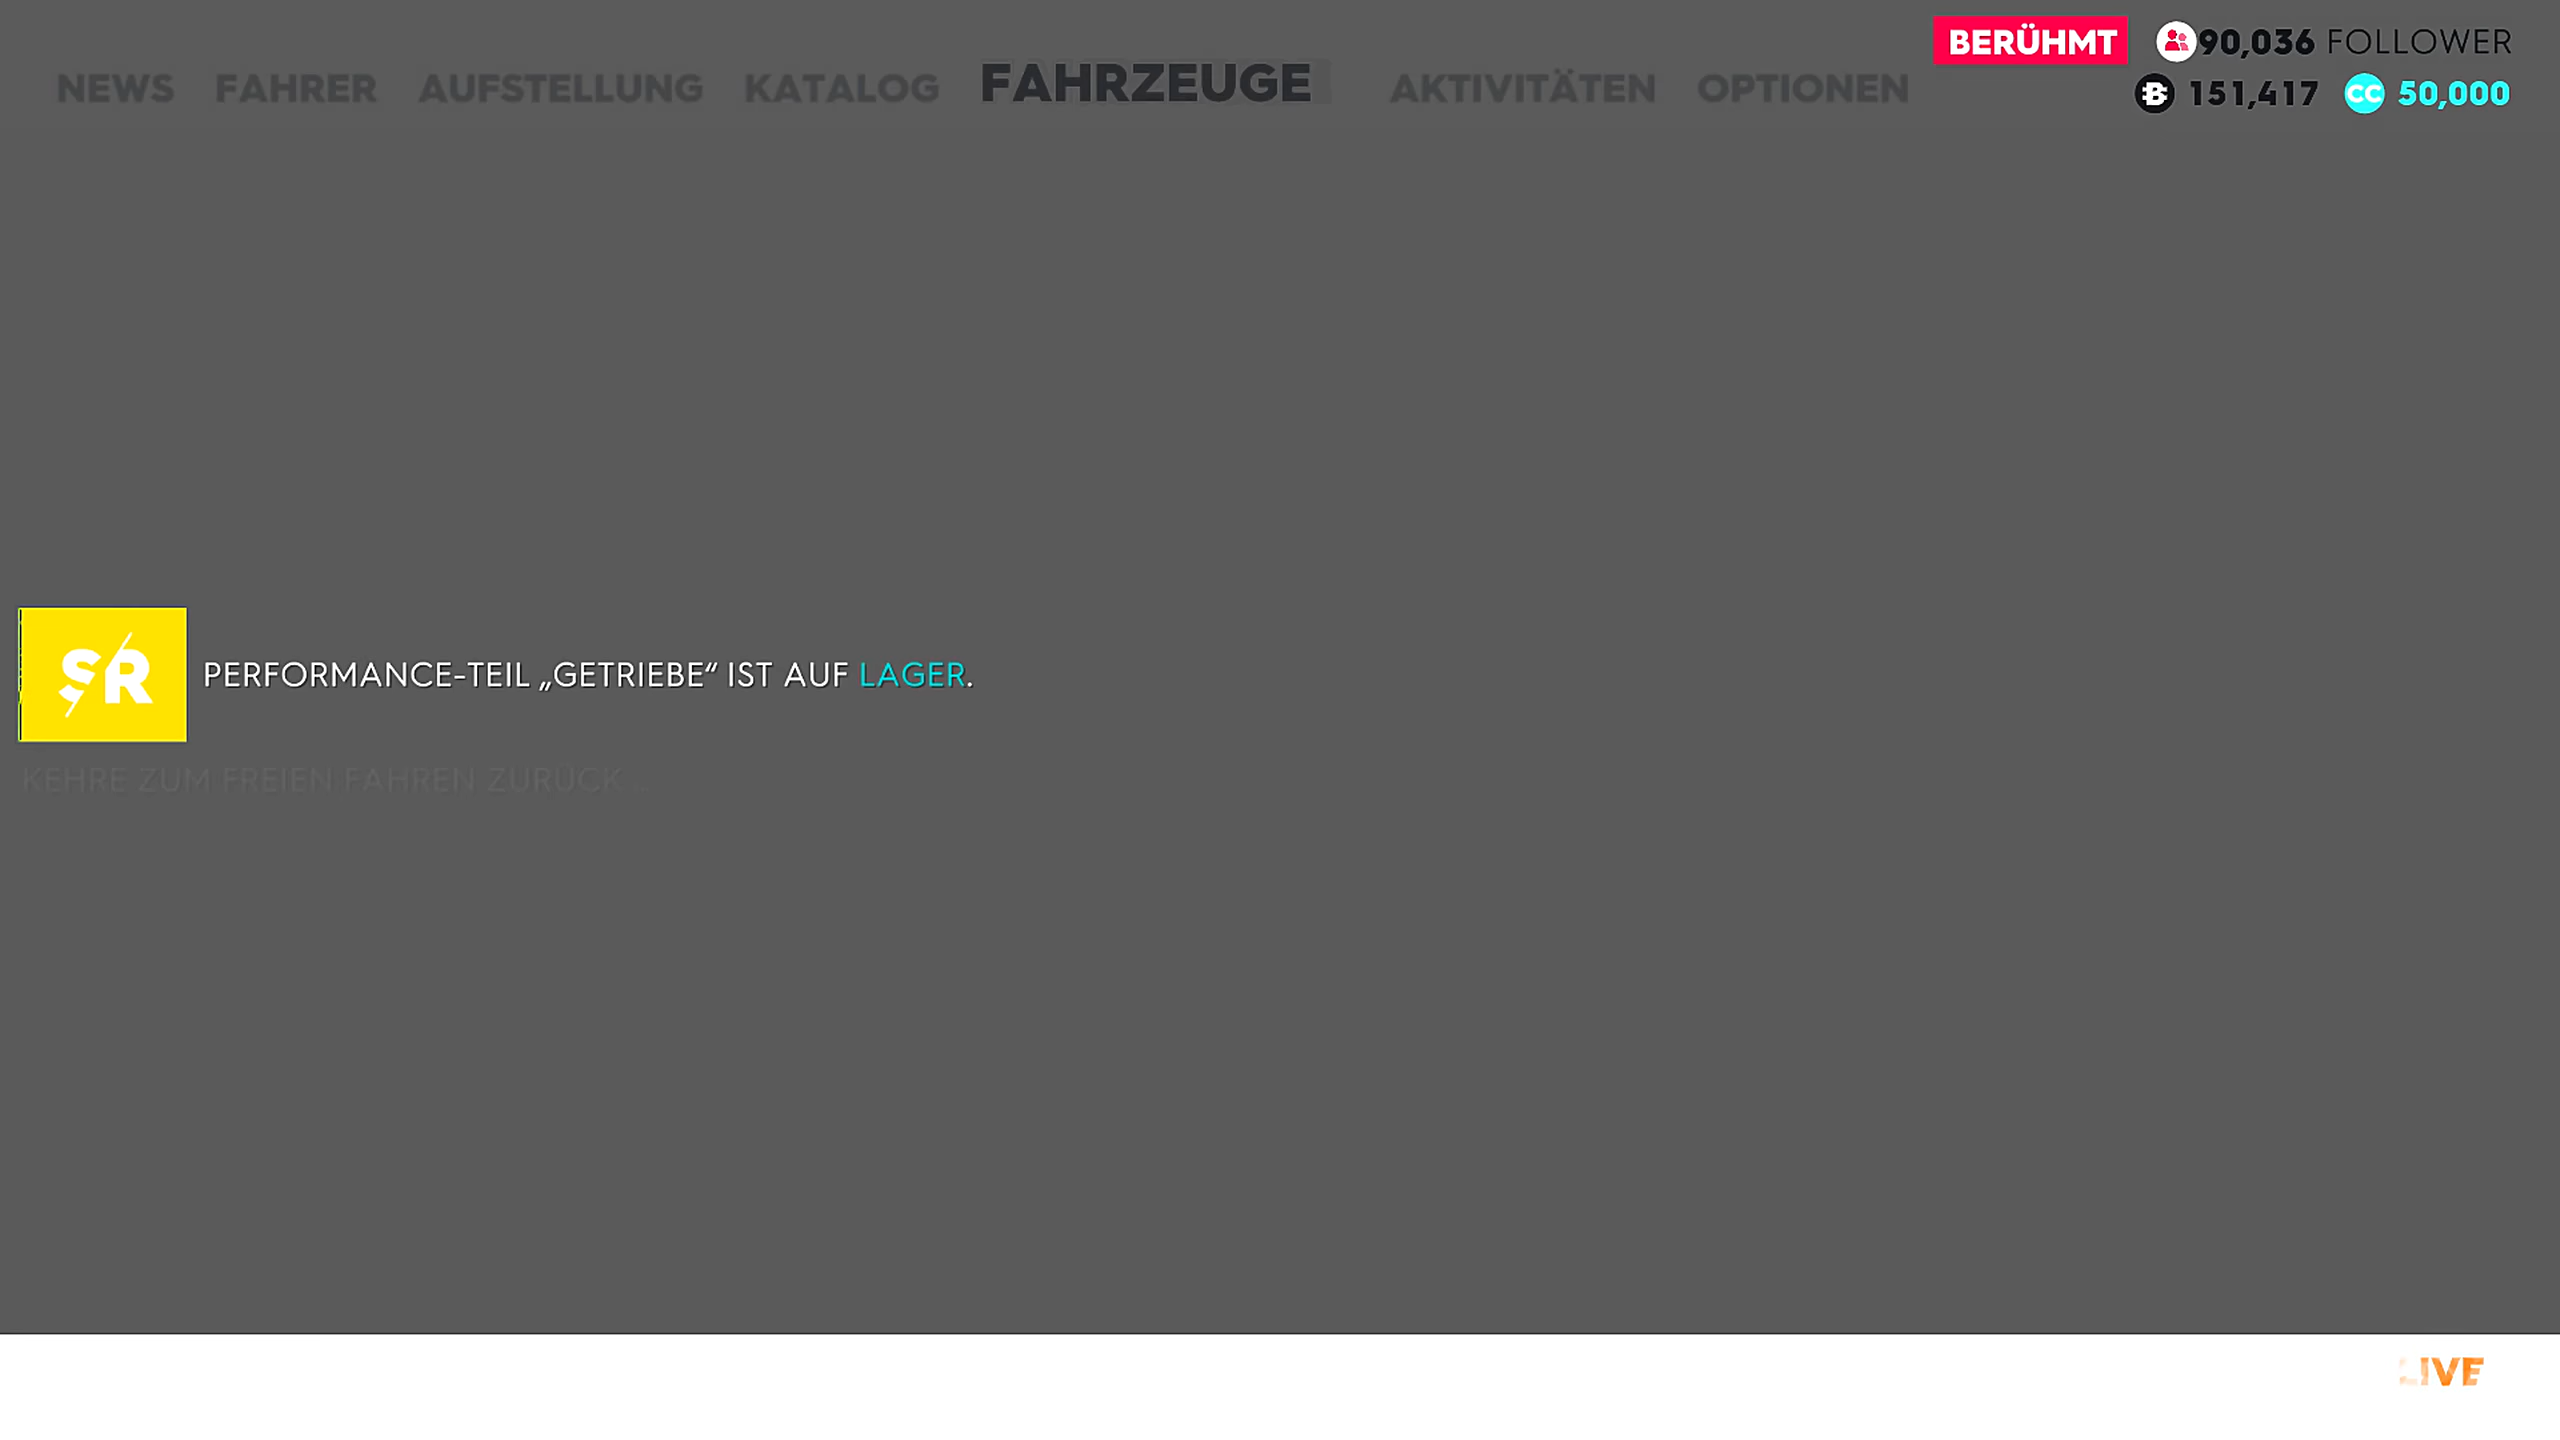 BERÜHMT 90,036 FOLLOWER
NEWS FAHRER AUFSTELLUNG KATALOG FAHRZEUGE AKTIVITÄTEN OPTIONEN
151,417 CC 50,000
SR PERFORMANCE-TEIL „GETRIEBE“ IST AUF LAGER.
KEHRE ZUM FREIEN FAHREN ZURÜCK ...
LIVE